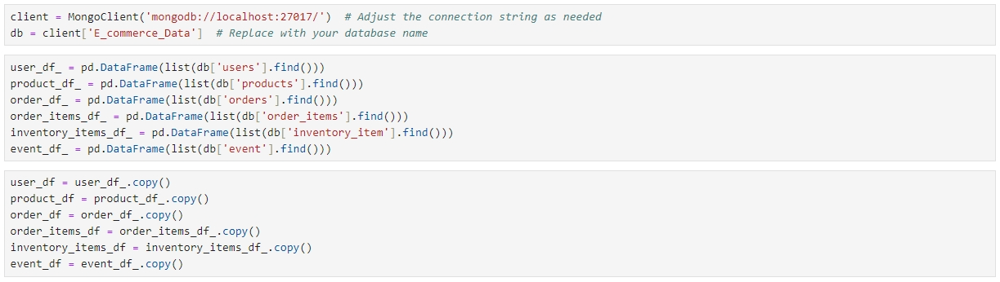 client = MongoClient('mongodb://localhost:27017/')  # Adjust the connection string as needed
db = client['E_commerce_Data']  # Replace with your database name
user_df_ = pd.DataFrame(list(db['users'].find()))
product_df_ = pd.DataFrame(list(db['products'].find()))
order_df_ = pd.DataFrame(list(db['orders'].find()))
order_items_df_ = pd.DataFrame(list(db['order_items'].find()))
inventory_items_df_ = pd.DataFrame(list(db['inventory_item'].find()))
event_df_ = pd.DataFrame(list(db['event'].find()))
user_df = user_df_.copy()
product_df = product_df_.copy()
order_df = order_df_.copy()
order_items_df = order_items_df_.copy()
inventory_items_df = inventory_items_df_.copy()
event_df = event_df_.copy()